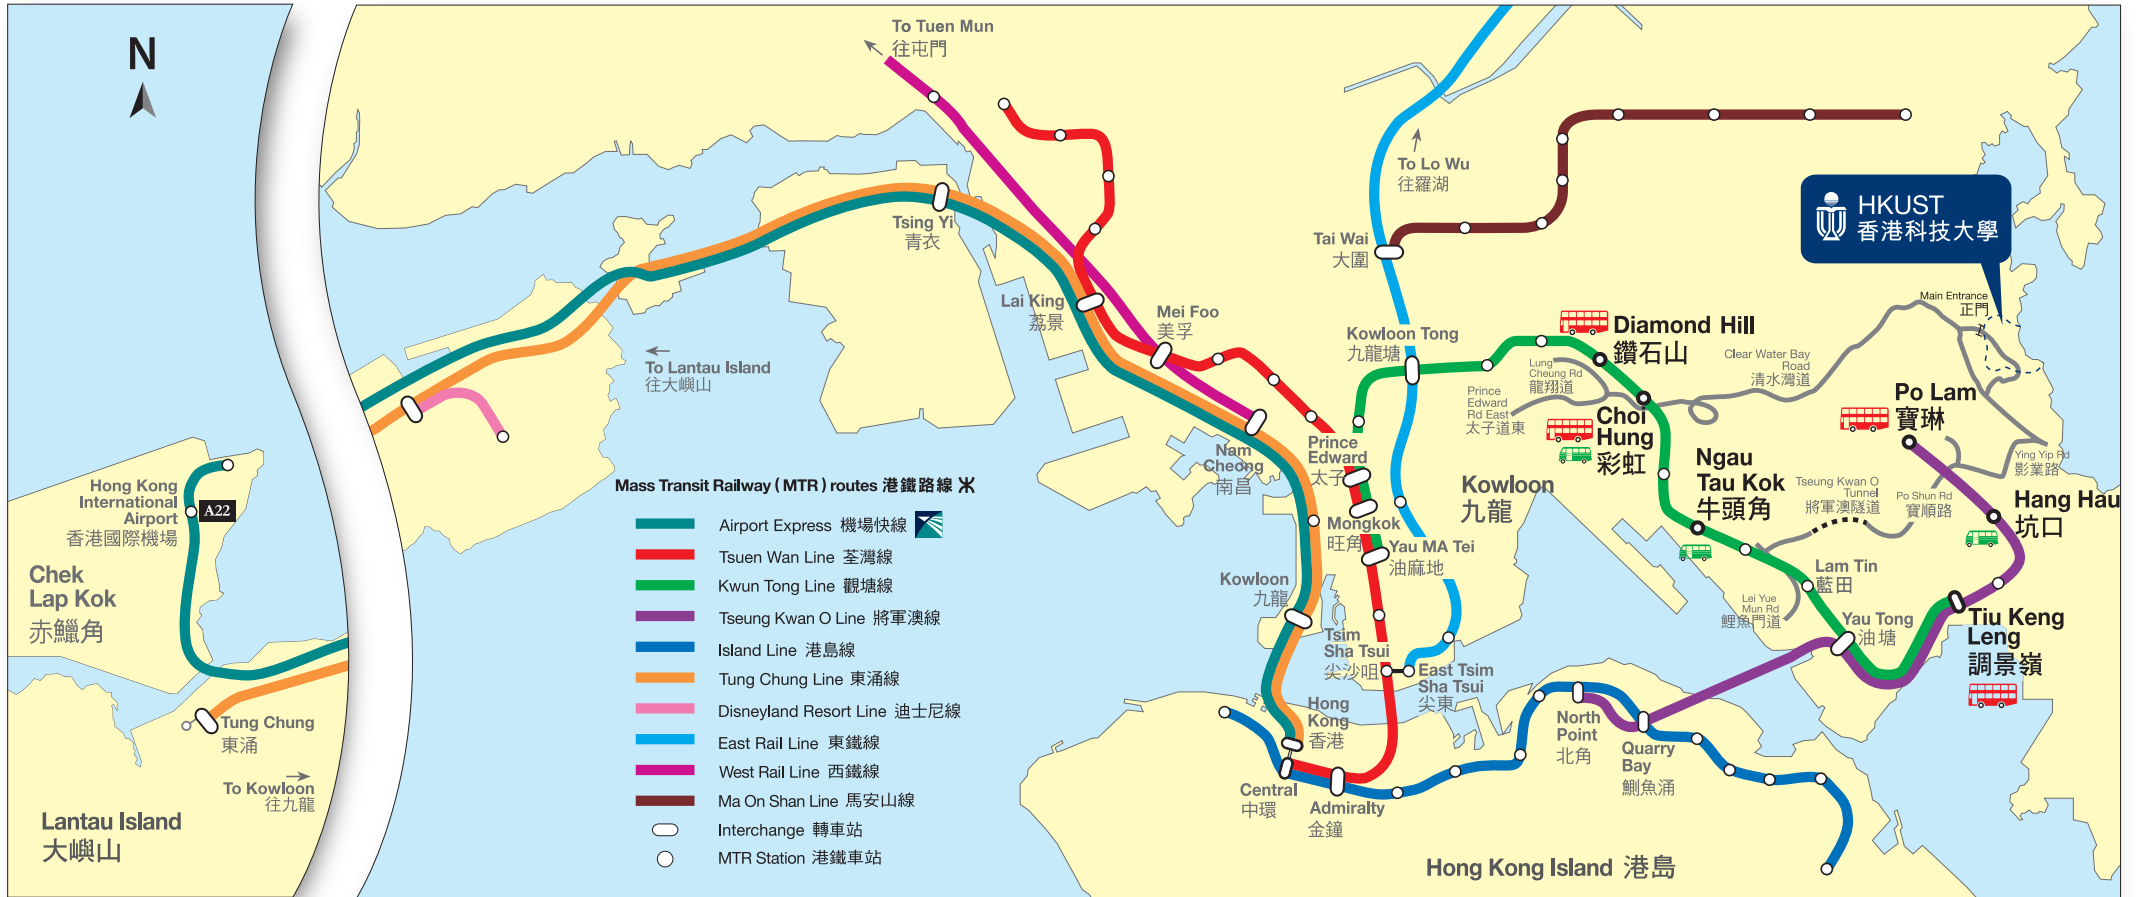 N
To Tuen Mun
往屯門
To Lo Wu
往羅湖
HKUST
香港科技大學
Tsing Yi
青衣
Tai Wai
大圍
Main Entrance
正門
Lai King
荔景
Mei Foo
美孚
Kowloon Tong
九龍塘
Diamond Hill
鑽石山
Clear Water Bay
Road
清水灣道
Lung
Cheung Rd
龍翔道
To Lantau Island
往大嶼山
Prince
Edward
Rd East
太子道東
Choi
Hung
彩虹
Po Lam
寶琳
Prince
Edward
太子
Nam
Cheong
南昌
Kowloon
九龍
Ngau
Tau Kok
牛頭角
Ying Yip Rd
影業路
Tseung Kwan O
Tunnel
將軍澳隧道
Po Shun Rd
寶順路
Hang Hau
坑口
Hong Kong
International
Airport
香港國際機場
A22
Chek
Lap Kok
赤鱲角
Mass Transit Railway ( MTR ) routes 港鐵路線
Airport Express 機場快線
Tsuen Wan Line 荃灣線
Kwun Tong Line 觀塘線
Tseung Kwan O Line 將軍澳線
Island Line 港島線
Tung Chung Line 東涌線
Disneyland Resort Line 迪士尼線
East Rail Line 東鐵線
West Rail Line 西鐵線
Ma On Shan Line 馬安山線
Interchange 轉車站
MTR Station 港鐵車站
Mongkok
旺角
Yau MA Tei
油麻地
Kowloon
九龍
Lam Tin
藍田
Lei Yue
Mun Rd
鯉魚門道
Yau Tong
油塘
Tiu Keng
Leng
調景嶺
Tsim
Sha Tsui
尖沙咀
East Tsim
Sha Tsui
尖東
Hong
Kong
香港
North
Point
北角
Quarry
Bay
鰂魚涌
Central
中環
Admiralty
金鐘
Tung Chung
東涌
To Kowloon
往九龍
Lantau Island
大嶼山
Hong Kong Island 港島